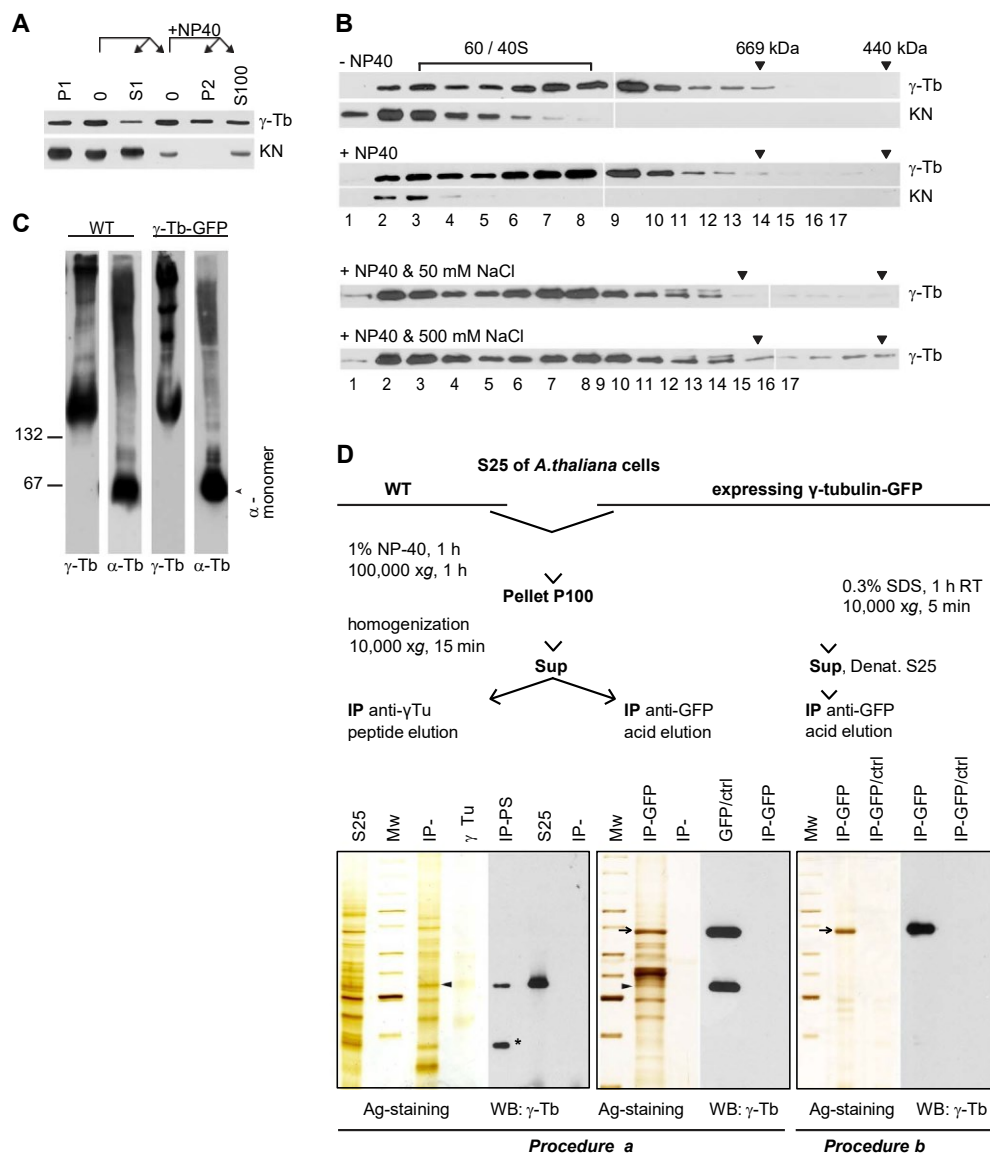 A
+NP40
P1 0 S1 0 P2 S100
γ-Tb
KN
B
60 / 40S 669 kDa 440 kDa
- NP40
γ-Tb
KN
+ NP40
γ-Tb
KN
1 2 3 4 5 6 7 8 9 10 11 12 13 14 15 16 17
+ NP40 & 50 mM NaCl
γ-Tb
+ NP40 & 500 mM NaCl
γ-Tb
1 2 3 4 5 6 7 8 9 10 11 12 13 14 15 16 17
C
WT γ-Tb-GFP
132
67
α - monomer
γ-Tb α-Tb γ-Tb α-Tb
D
S25 of A.thaliana cells
WT expressing γ-tubulin-GFP
1% NP-40, 1 h
100,000 xg, 1 h
Pellet P100
0.3% SDS, 1 h RT
10,000 xg, 5 min
homogenization
10,000 xg, 15 min
Sup
Sup, Denat. S25
IP anti-γTu
peptide elution
IP anti-GFP
acid elution
IP anti-GFP
acid elution
S25 Mw IP- γ Tu IP-PS S25 IP-
Mw IP-GFP IP- GFP/ctrl IP-GFP
Mw IP-GFP IP-GFP/ctrl IP-GFP IP-GFP/ctrl
*
Ag-staining WB: γ-Tb Ag-staining WB: γ-Tb Ag-staining WB: γ-Tb
Procedure a Procedure b